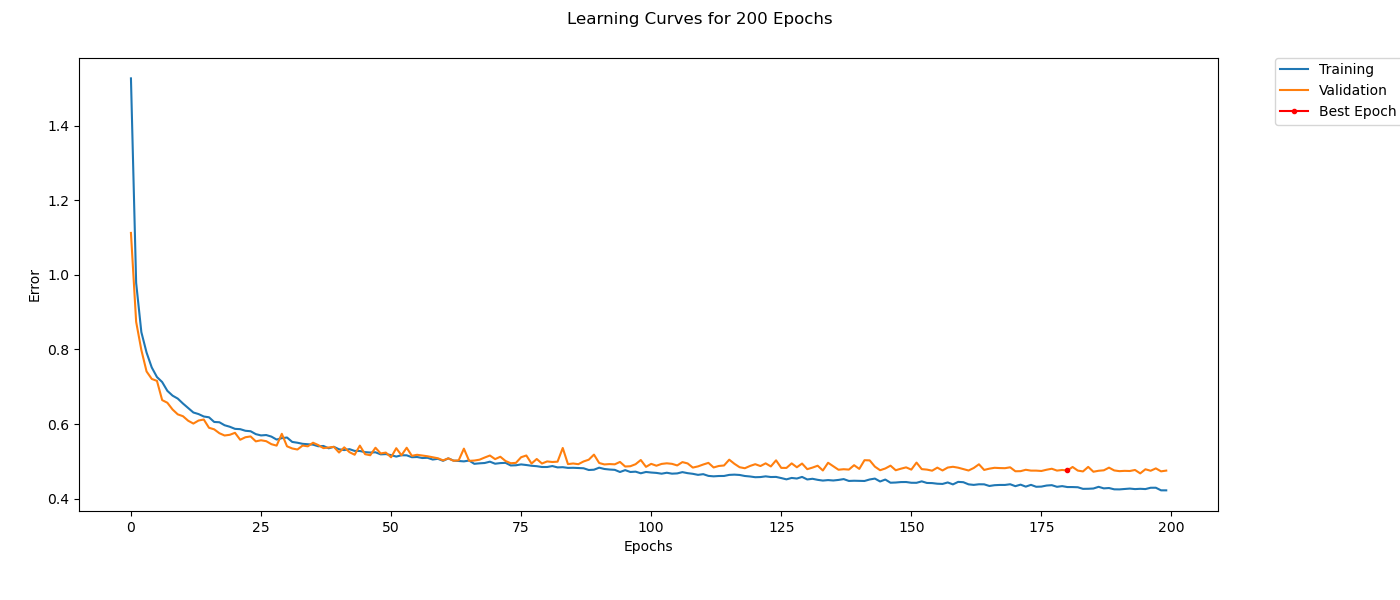 Learning Curves for 200 Epochs
Training
Validation
Best Epoch
1.4
1.2
1.0
0.8
0.6
0.4
Error
0 25 50 75 100 125 150 175 200
Epochs